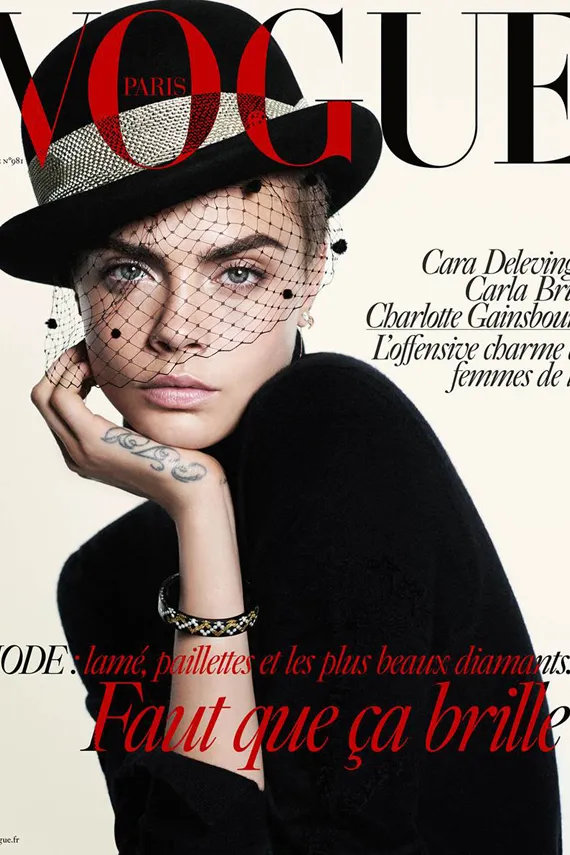 VOGUE
PARIS
N°981
Cara Deleving
Carla Bru
Charlotte Gainsbour
L'offensive charme
femmes de
MODE : lamé, paillettes et les plus beaux diamants.
Faut que ça brille
gue.fr